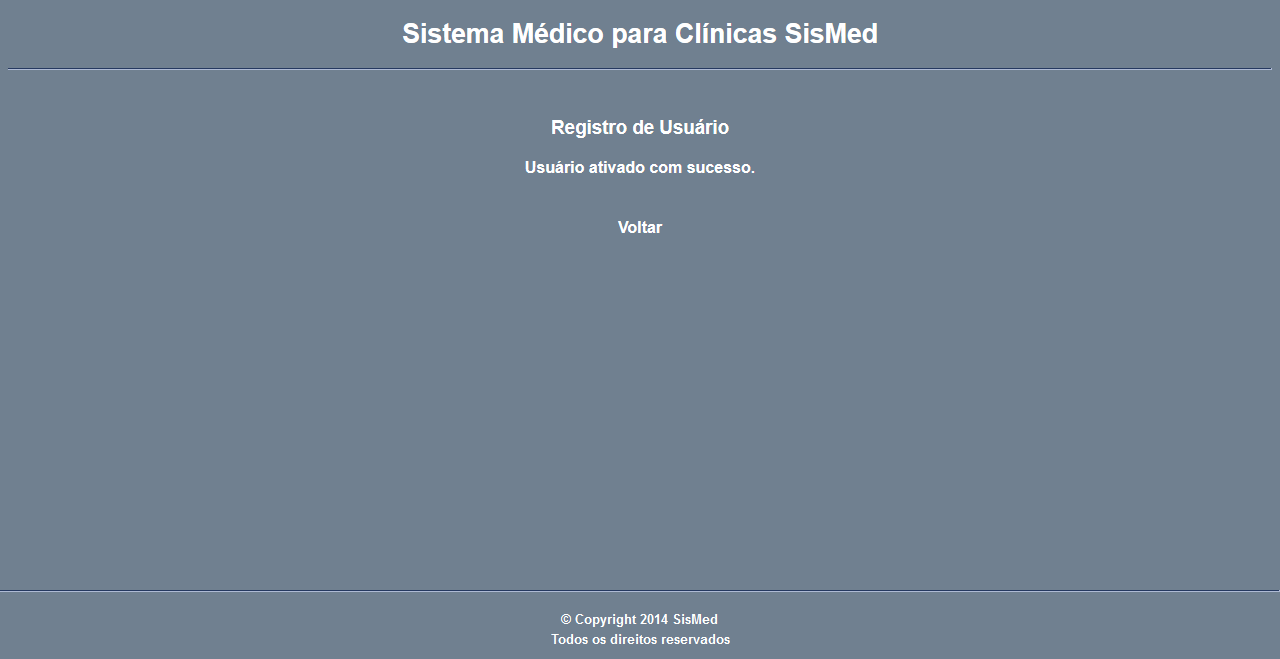 Sistema Médico para Clínicas SisMed
Registro de Usuário
Usuário ativado com sucesso.
Voltar
© Copyright 2014 SisMed
Todos os direitos reservados